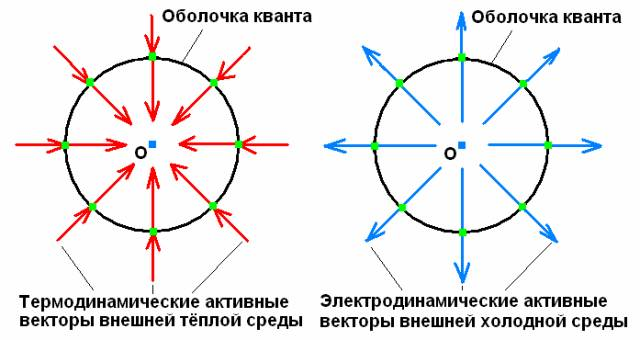 Оболочка кванта
О
Термодинамические активные
векторы внешней тёплой среды
Оболочка кванта
О
Электродинамические активные
векторы внешней холодной среды